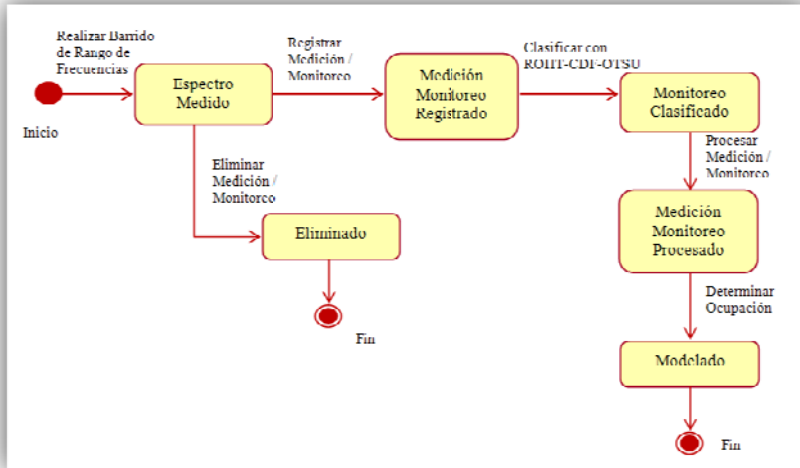 Realizar Barrido
de Rango de
Frecuencias
Inicio
Espectro
Medido
Registrar
Medición /
Monitoreo
Medición
Monitoreo
Registrado
Clasificar con
ROHT-CDF-OTSU
Monitoreo
Clasificado
Eliminar
Medición /
Monitoreo
Eliminado
Fin
Procesar
Medición /
Monitoreo
Medición
Monitoreo
Procesado
Determinar
Ocupación
Modelado
Fin